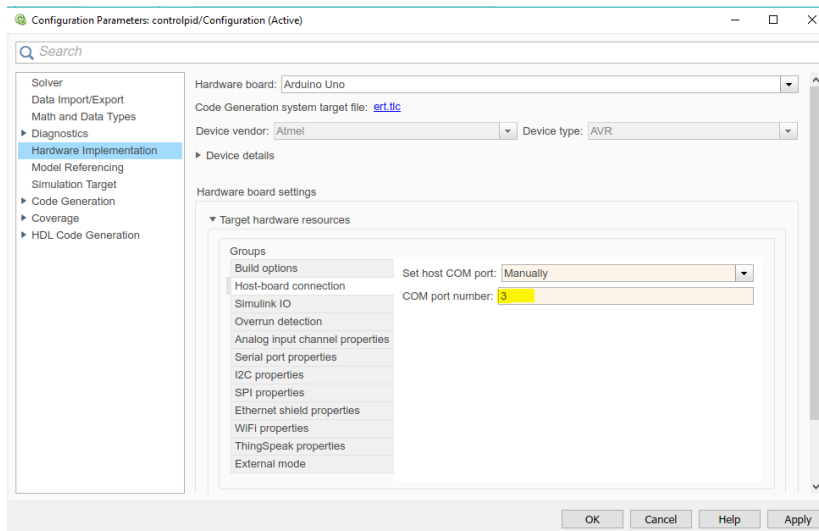 Configuration Parameters: controlpid/Configuration (Active)
Search
Solver
Data Import/Export
Math and Data Types
Diagnostics
Hardware Implementation
Model Referencing
Simulation Target
Code Generation
Coverage
HDL Code Generation
Hardware board: Arduino Uno
Code Generation system target file: ert.tlc
Device vendor: Atmel Device type: AVR
Device details
Hardware board settings
Target hardware resources
Groups
Build options
Host-board connection
Simulink IO
Overrun detection
Analog input channel properties
Serial port properties
I2C properties
SPI properties
Ethernet shield properties
WiFi properties
ThingSpeak properties
External mode
Set host COM port: Manually
COM port number: 3
OK Cancel Help Apply